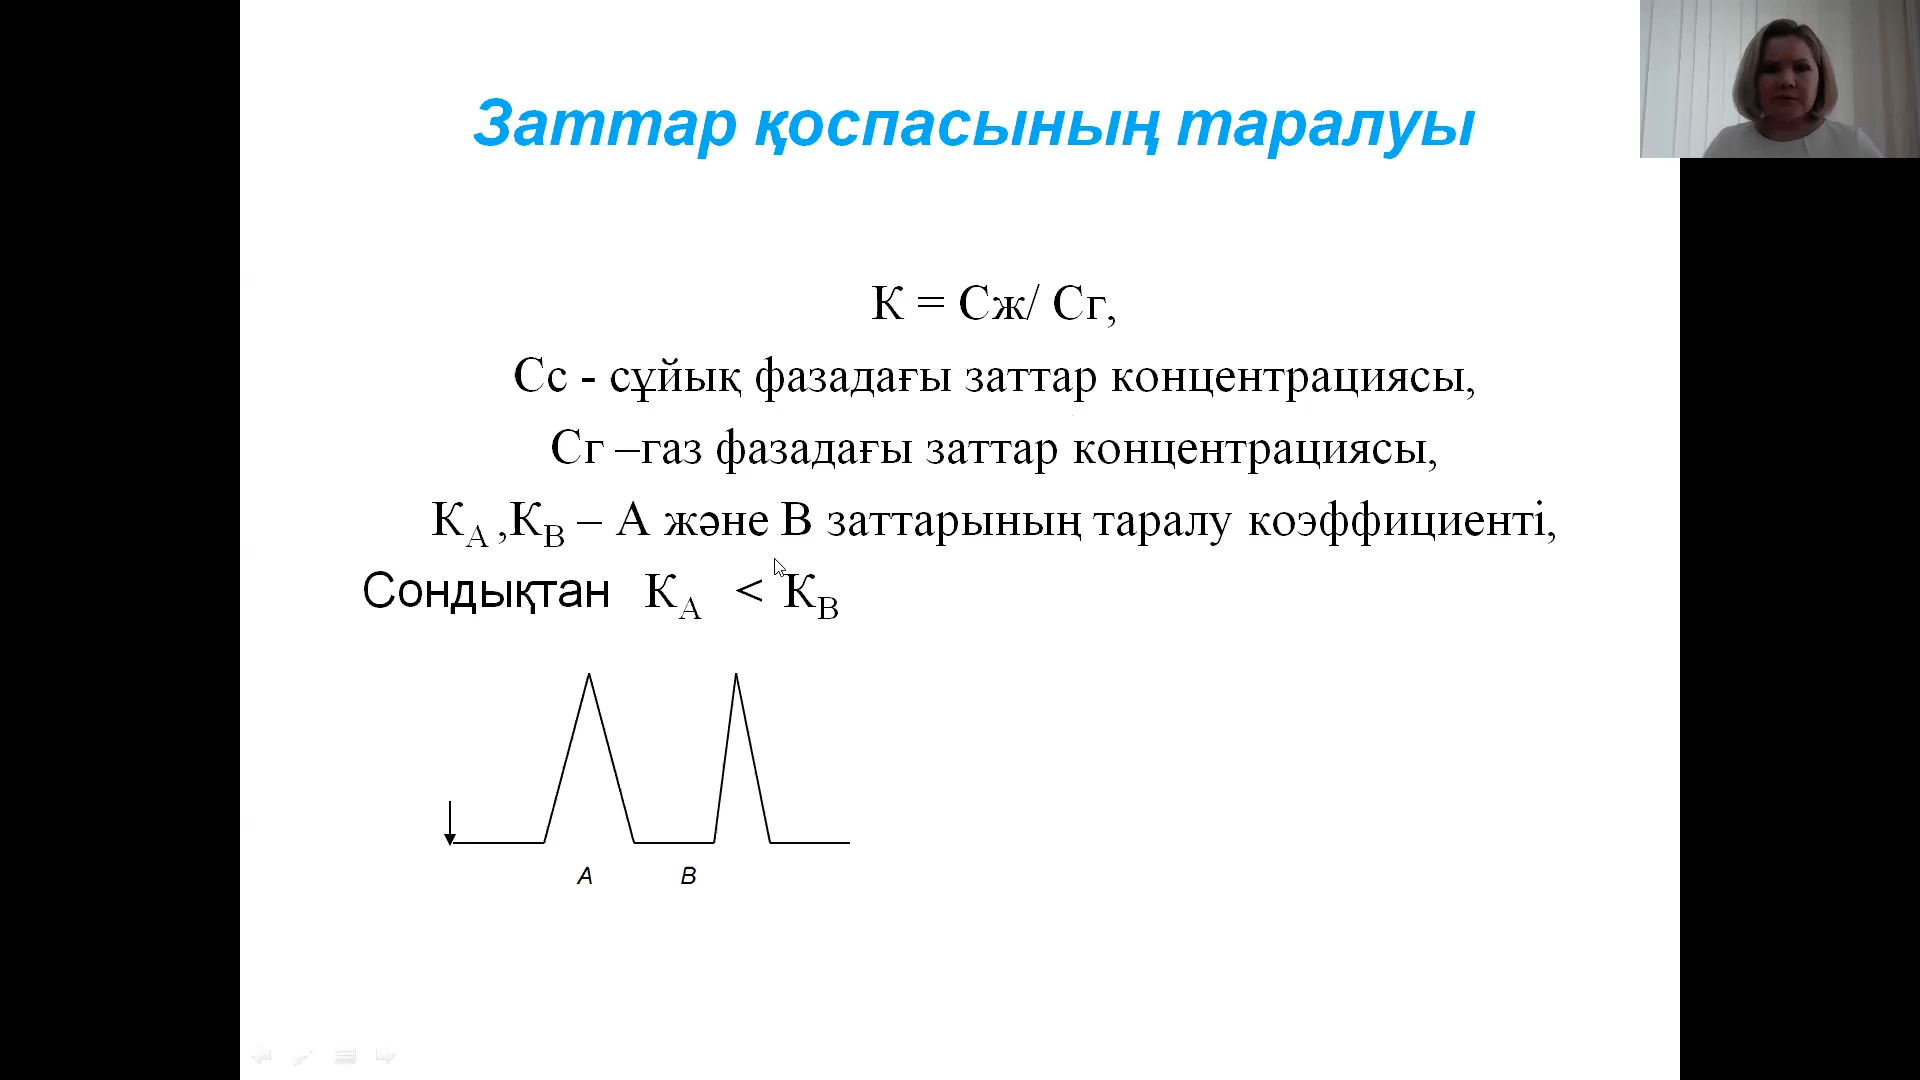 Заттар қоспасының таралуы
К = Сж/ Сг,
Сс - сұйық фазадағы заттар концентрациясы,
Сг –газ фазадағы заттар концентрациясы,
КА ,КВ – А және В заттарының таралу коэффициенті,
Сондықтан КА < КВ
А В